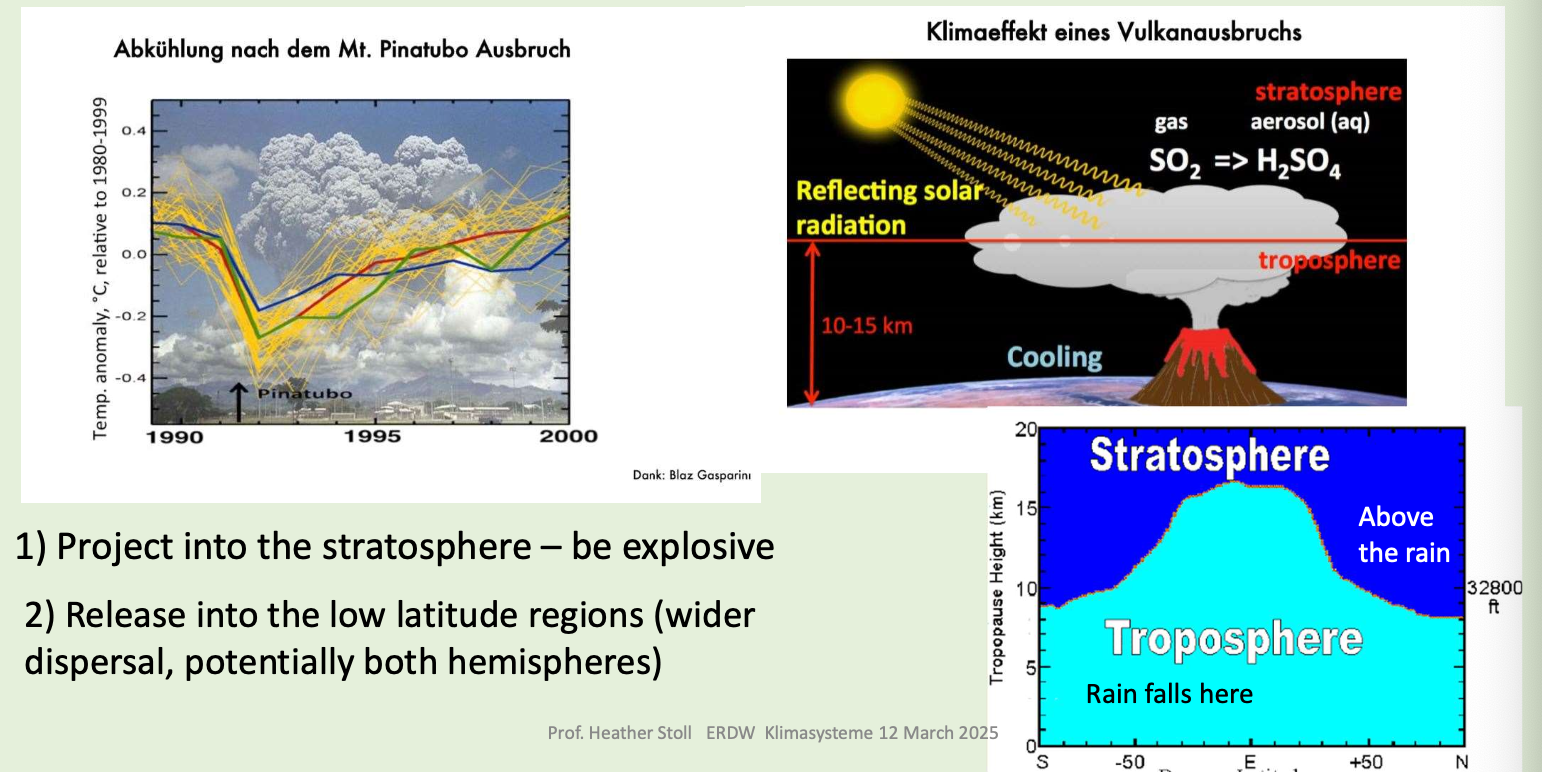 Abkühlung nach dem Mt. Pinatubo Ausbruch
Temp. anomaly, °C, relative to 1980-1999
0.4
0.2
0.0
-0.2
-0.4
Pinatubo
1990
1995
2000
Dank: Blaz Gasparini
Klimaeffekt eines Vulkanausbruchs
stratosphere
gas
aerosol (aq)
SO₂ => H₂SO₄
Reflecting solar
radiation
troposphere
10-15 km
Cooling
1) Project into the stratosphere – be explosive
2) Release into the low latitude regions (wider
dispersal, potentially both hemispheres)
Tropopause Height (km)
20
15
10
5
0
Stratosphere
Above
the rain
32800
ft
Troposphere
Rain falls here
S
-50
E
+50
N
Prof. Heather Stoll ERDW Klimasysteme 12 March 2025